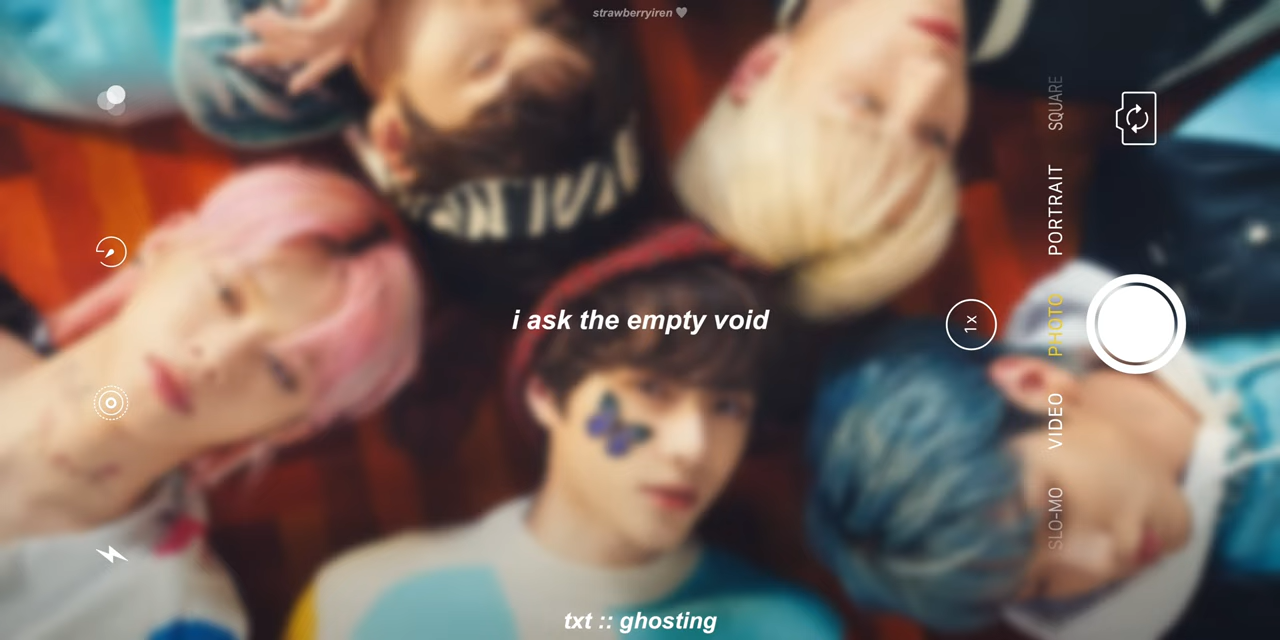 strawberryiren 🤍
SQUARE
PORTRAIT
PHOTO
VIDEO
SLO-MO
1x
i ask the empty void
txt :: ghosting